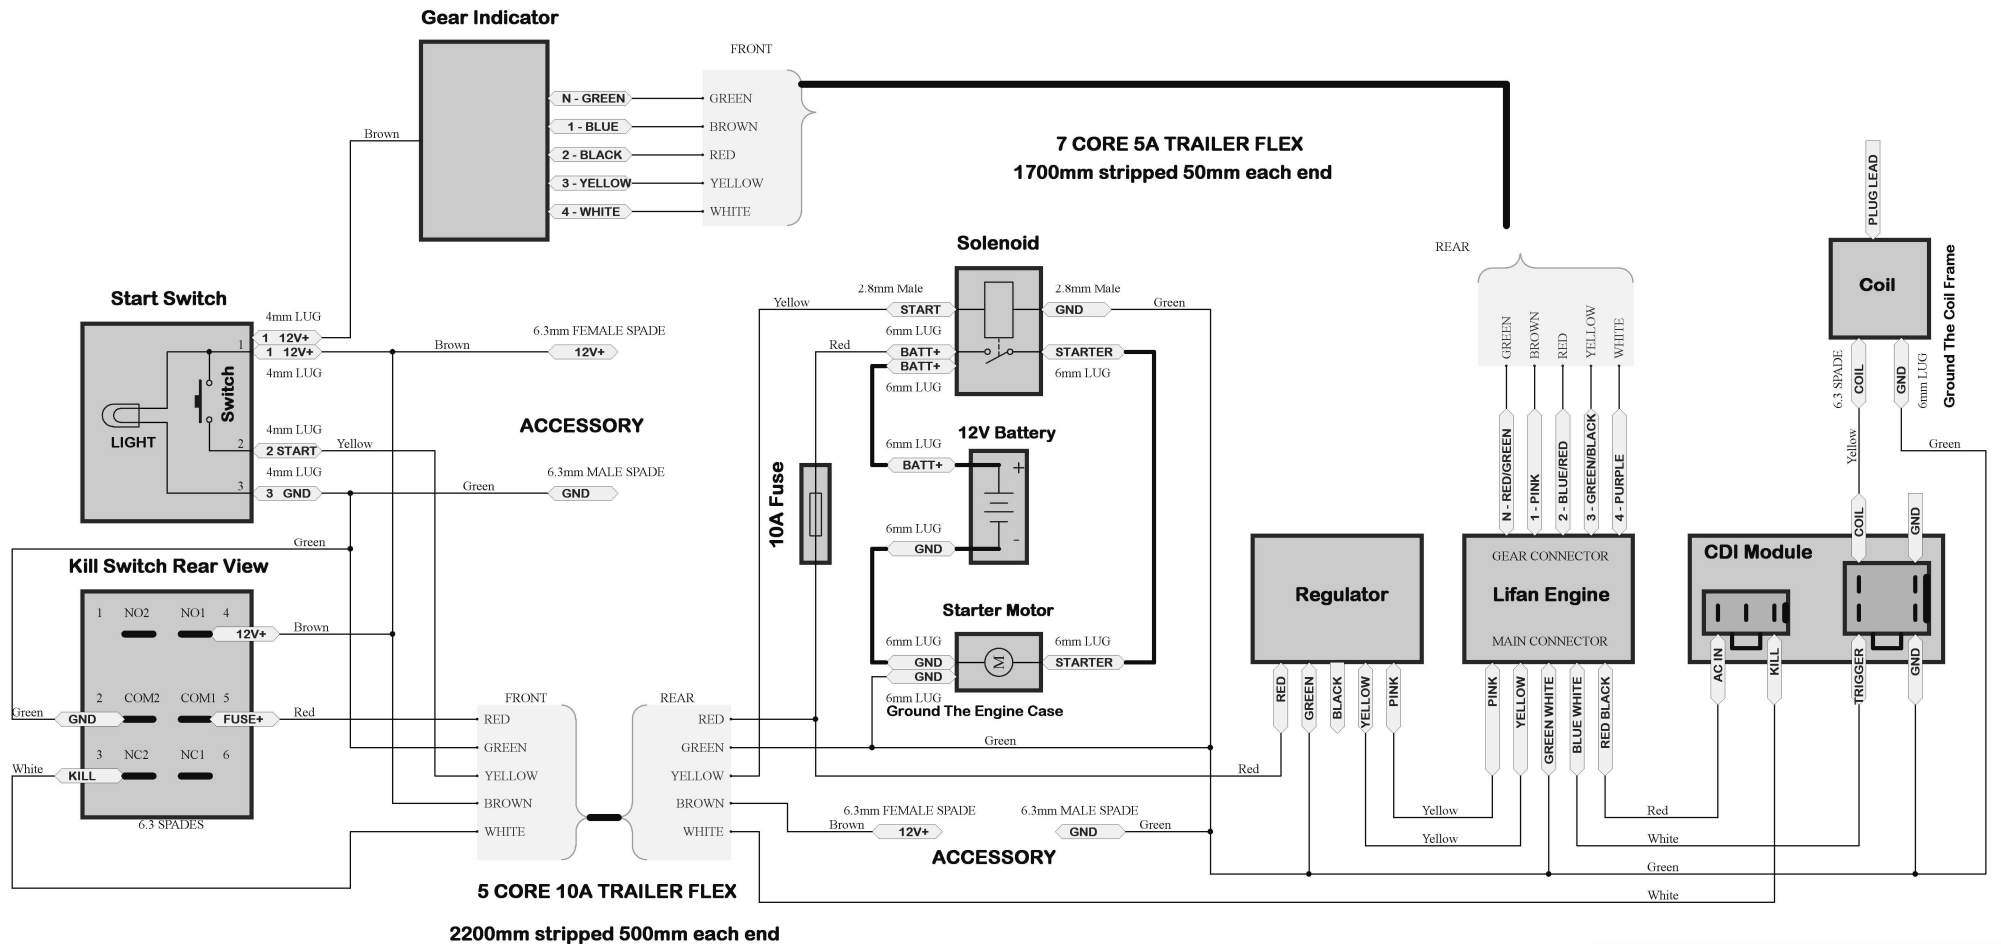 Gear Indicator
FRONT
N - GREEN
GREEN
1 - BLUE
BROWN
2 - BLACK
RED
3 - YELLOW
YELLOW
4 - WHITE
WHITE
Brown
7 CORE 5A TRAILER FLEX
1700mm stripped 50mm each end
REAR
GREEN
BROWN
RED
YELLOW
WHITE
N - RED/GREEN
1 - PINK
2 - BLUE/RED
3 - GREEN/BLACK
4 - PURPLE
PLUG LEAD
Coil
Ground The Coil Frame
6.3 SPADE
COIL
GND
6mm LUG
Yellow
Green
COIL
GND
Start Switch
4mm LUG
1 12V+
1
1 12V+
4mm LUG
Brown
6.3mm FEMALE SPADE
12V+
Switch
LIGHT
4mm LUG
2
2 START
Yellow
4mm LUG
3
3 GND
Green
6.3mm MALE SPADE
GND
ACCESSORY
Green
Kill Switch Rear View
1
NO2
NO1
4
12V+
Brown
2
COM2
COM1
5
Green
GND
FUSE+
Red
3
NC2
NC1
6
White
KILL
6.3 SPADES
FRONT
RED
GREEN
YELLOW
BROWN
WHITE
REAR
RED
GREEN
YELLOW
BROWN
WHITE
5 CORE 10A TRAILER FLEX
2200mm stripped 500mm each end
Solenoid
2.8mm Male
2.8mm Male
Yellow
START
GND
Green
6mm LUG
Red
BATT+
STARTER
BATT+
6mm LUG
6mm LUG
12V Battery
6mm LUG
BATT+
+
10A Fuse
6mm LUG
GND
-
Starter Motor
6mm LUG
6mm LUG
GND
M
STARTER
GND
6mm LUG
Ground The Engine Case
Green
Red
6.3mm FEMALE SPADE
6.3mm MALE SPADE
Brown
12V+
GND
Green
ACCESSORY
Regulator
RED
GREEN
BLACK
YELLOW
PINK
GEAR CONNECTOR
Lifan Engine
MAIN CONNECTOR
PINK
YELLOW
GREEN WHITE
BLUE WHITE
RED BLACK
CDI Module
AC IN
KILL
TRIGGER
GND
Yellow
Red
Yellow
White
Green
White